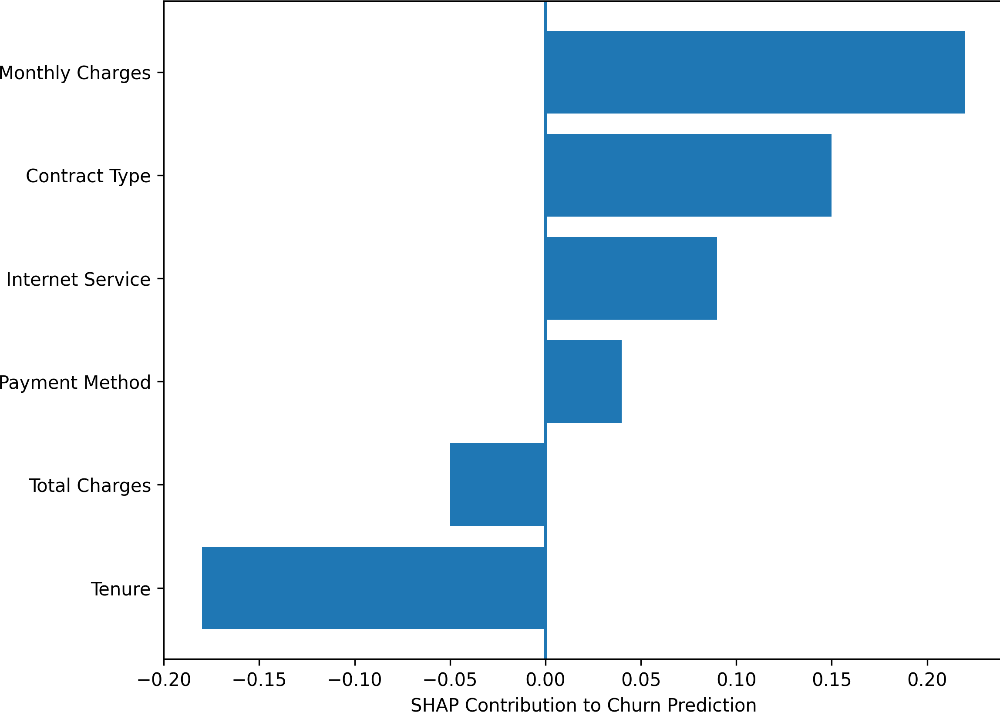 Monthly Charges
Contract Type
Internet Service
Payment Method
Total Charges
Tenure
−0.20 −0.15 −0.10 −0.05 0.00 0.05 0.10 0.15 0.20
SHAP Contribution to Churn Prediction